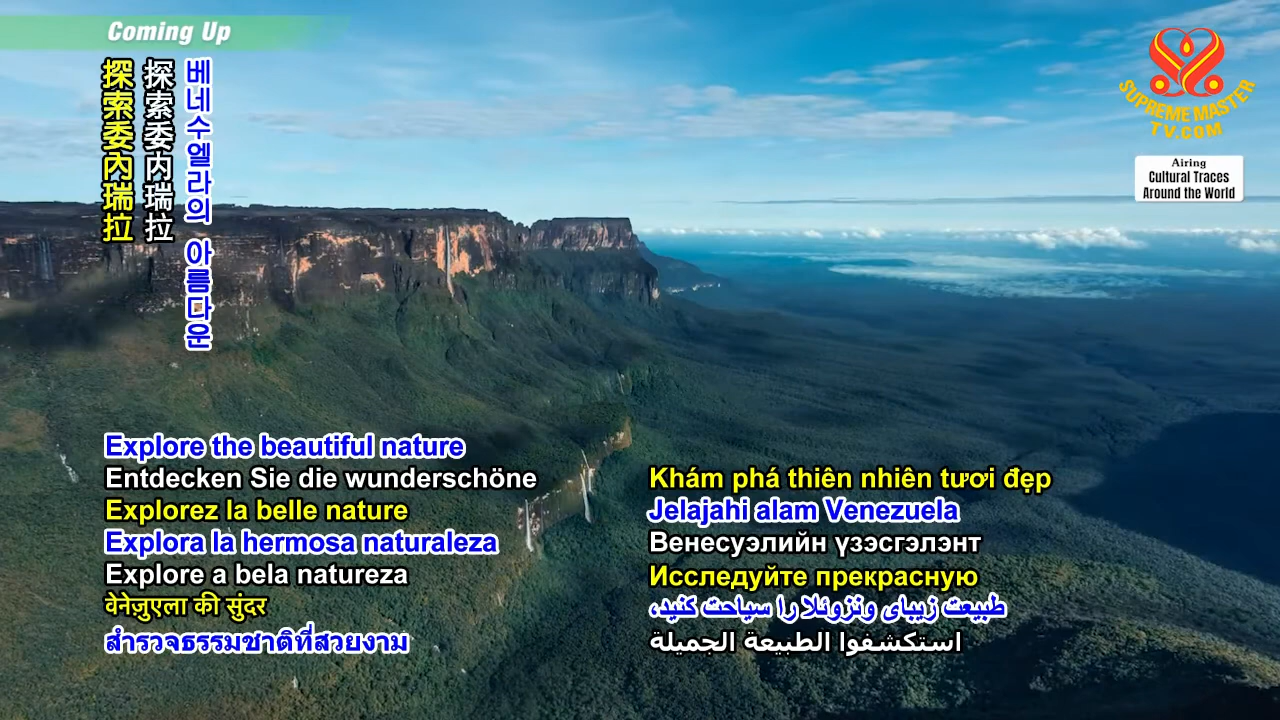 Coming Up
探索委內瑞拉
探索委内瑞拉
베네수엘라의 아름다운
SUPREME MASTER
TV.COM
Airing
Cultural Traces
Around the World
Explore the beautiful nature
Entdecken Sie die wunderschöne
Explorez la belle nature
Explora la hermosa naturaleza
Explore a bela natureza
वेनेज़ुएला की सुंदर
สำรวจธรรมชาติที่สวยงาม
Khám phá thiên nhiên tươi đẹp
Jelajahi alam Venezuela
Венесуэлийн үзэсгэлэнт
Исследуйте прекрасную
طبیعت زیبای ونزوئلا را سیاحت کنید،
استكشفوا الطبيعة الجميلة